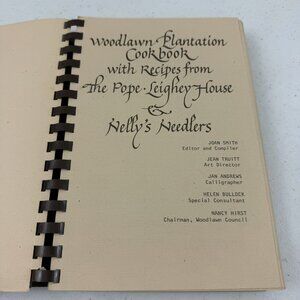 Woodlawn Plantation
Cookbook
with Recipes from
The Pope-Leighey House
&
Nelly's Needlers
JOAN SMITH
Editor and Compiler
JEAN TRUITT
Art Director
JAN ANDREWS
Calligrapher
HELEN BULLOCK
Special Consultant
NANCY HIRST
Chairman, Woodlawn Council